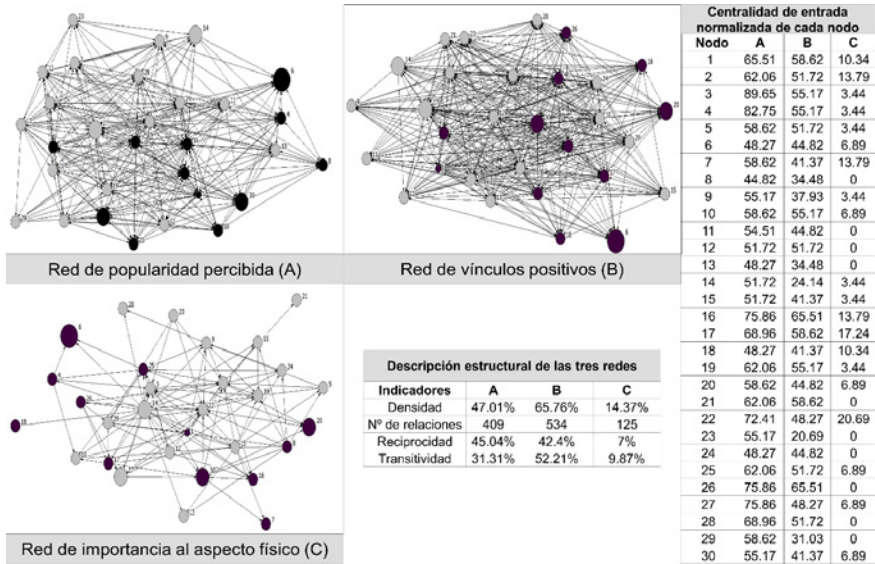 Red de popularidad percibida (A)
Red de vínculos positivos (B)
Red de importancia al aspecto físico (C)
Descripción estructural de las tres redes
Indicadores A B C
Densidad 47.01% 65.76% 14.37%
Nº de relaciones 409 534 125
Reciprocidad 45.04% 42.4% 7%
Transitividad 31.31% 52.21% 9.87%
Centralidad de entrada
normalizada de cada nodo
Nodo A B C
1 65.51 58.62 10.34
2 62.06 51.72 13.79
3 89.65 55.17 3.44
4 82.75 55.17 3.44
5 58.62 51.72 3.44
6 48.27 44.82 6.89
7 58.62 41.37 13.79
8 44.82 34.48 0
9 55.17 37.93 3.44
10 58.62 55.17 6.89
11 54.51 44.82 0
12 51.72 51.72 0
13 48.27 34.48 0
14 51.72 24.14 3.44
15 51.72 41.37 3.44
16 75.86 65.51 13.79
17 68.96 58.62 17.24
18 48.27 41.37 10.34
19 62.06 55.17 3.44
20 58.62 44.82 6.89
21 62.06 58.62 0
22 72.41 48.27 20.69
23 55.17 20.69 0
24 48.27 44.82 0
25 62.06 51.72 6.89
26 75.86 65.51 0
27 75.86 48.27 6.89
28 68.96 51.72 0
29 58.62 31.03 0
30 55.17 41.37 6.89